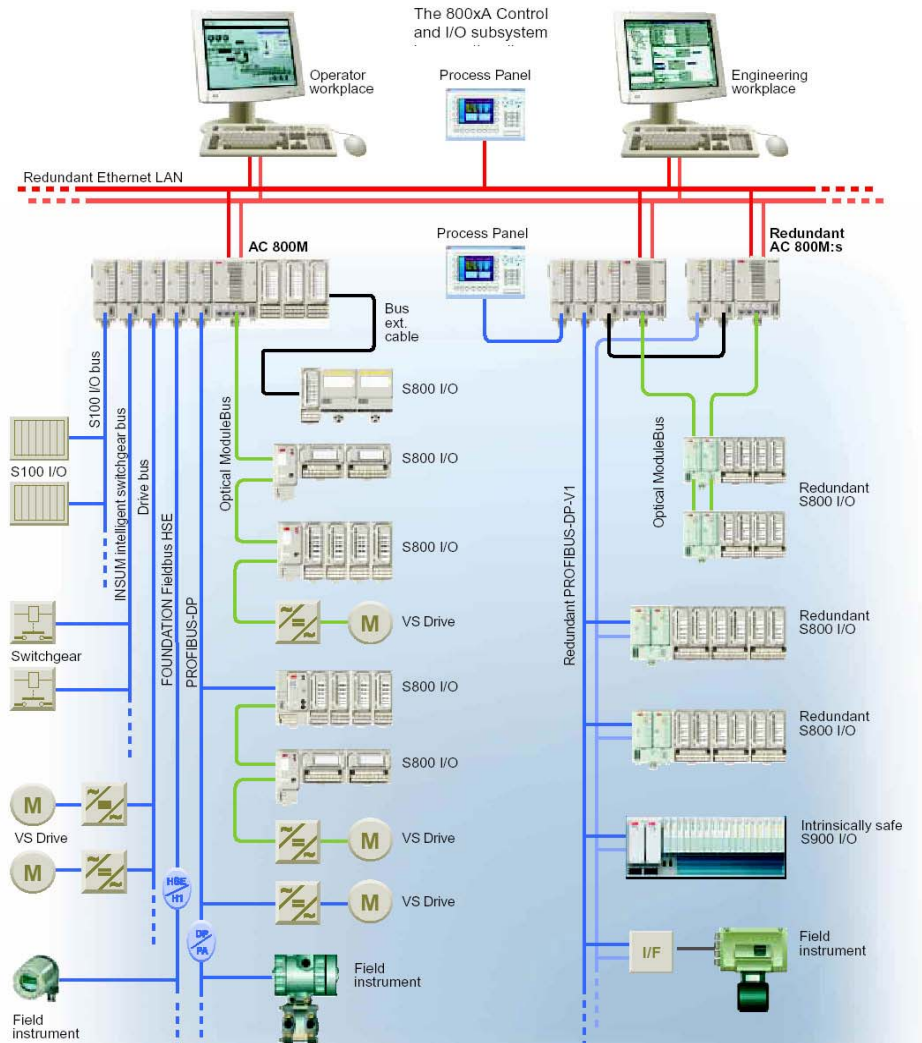 The 800xA Control
and I/O subsystem
Operator
workplace
Process Panel
Engineering
workplace
Redundant Ethernet LAN
AC 800M
Process Panel
Redundant
AC 800M:s
Bus
ext.
cable
S100 I/O bus
INSUM intelligent switchgear bus
Drive bus
FOUNDATION Fieldbus HSE
PROFIBUS-DP
Optical ModuleBus
Redundant PROFIBUS-DP-V1
Optical ModuleBus
S800 I/O
S100 I/O
S800 I/O
Redundant
S800 I/O
S800 I/O
M
VS Drive
Redundant
S800 I/O
Switchgear
S800 I/O
Redundant
S800 I/O
S800 I/O
M
VS Drive
M
VS Drive
Intrinsically safe
S900 I/O
M
HSE
H1
M
VS Drive
DP
PA
I/F
Field
instrument
Field
instrument
Field
instrument